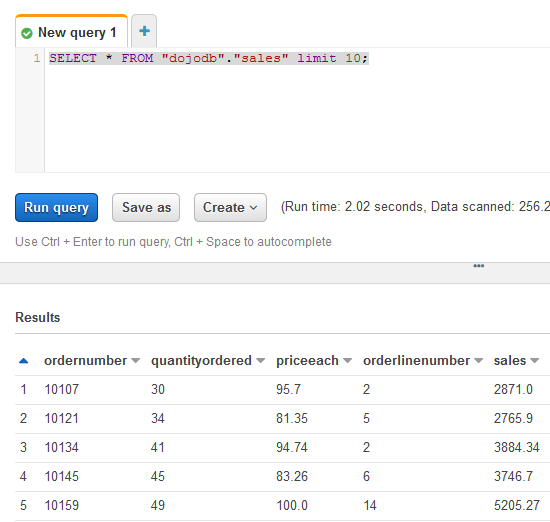 New query 1 +
1 SELECT * FROM "dojodb"."sales" limit 10;
Run query Save as Create (Run time: 2.02 seconds, Data scanned: 256.2
Use Ctrl + Enter to run query, Ctrl + Space to autocomplete
Results
ordernumber quantityordered priceeach orderlinenumber sales
1 10107 30 95.7 2 2871.0
2 10121 34 81.35 5 2765.9
3 10134 41 94.74 2 3884.34
4 10145 45 83.26 6 3746.7
5 10159 49 100.0 14 5205.27